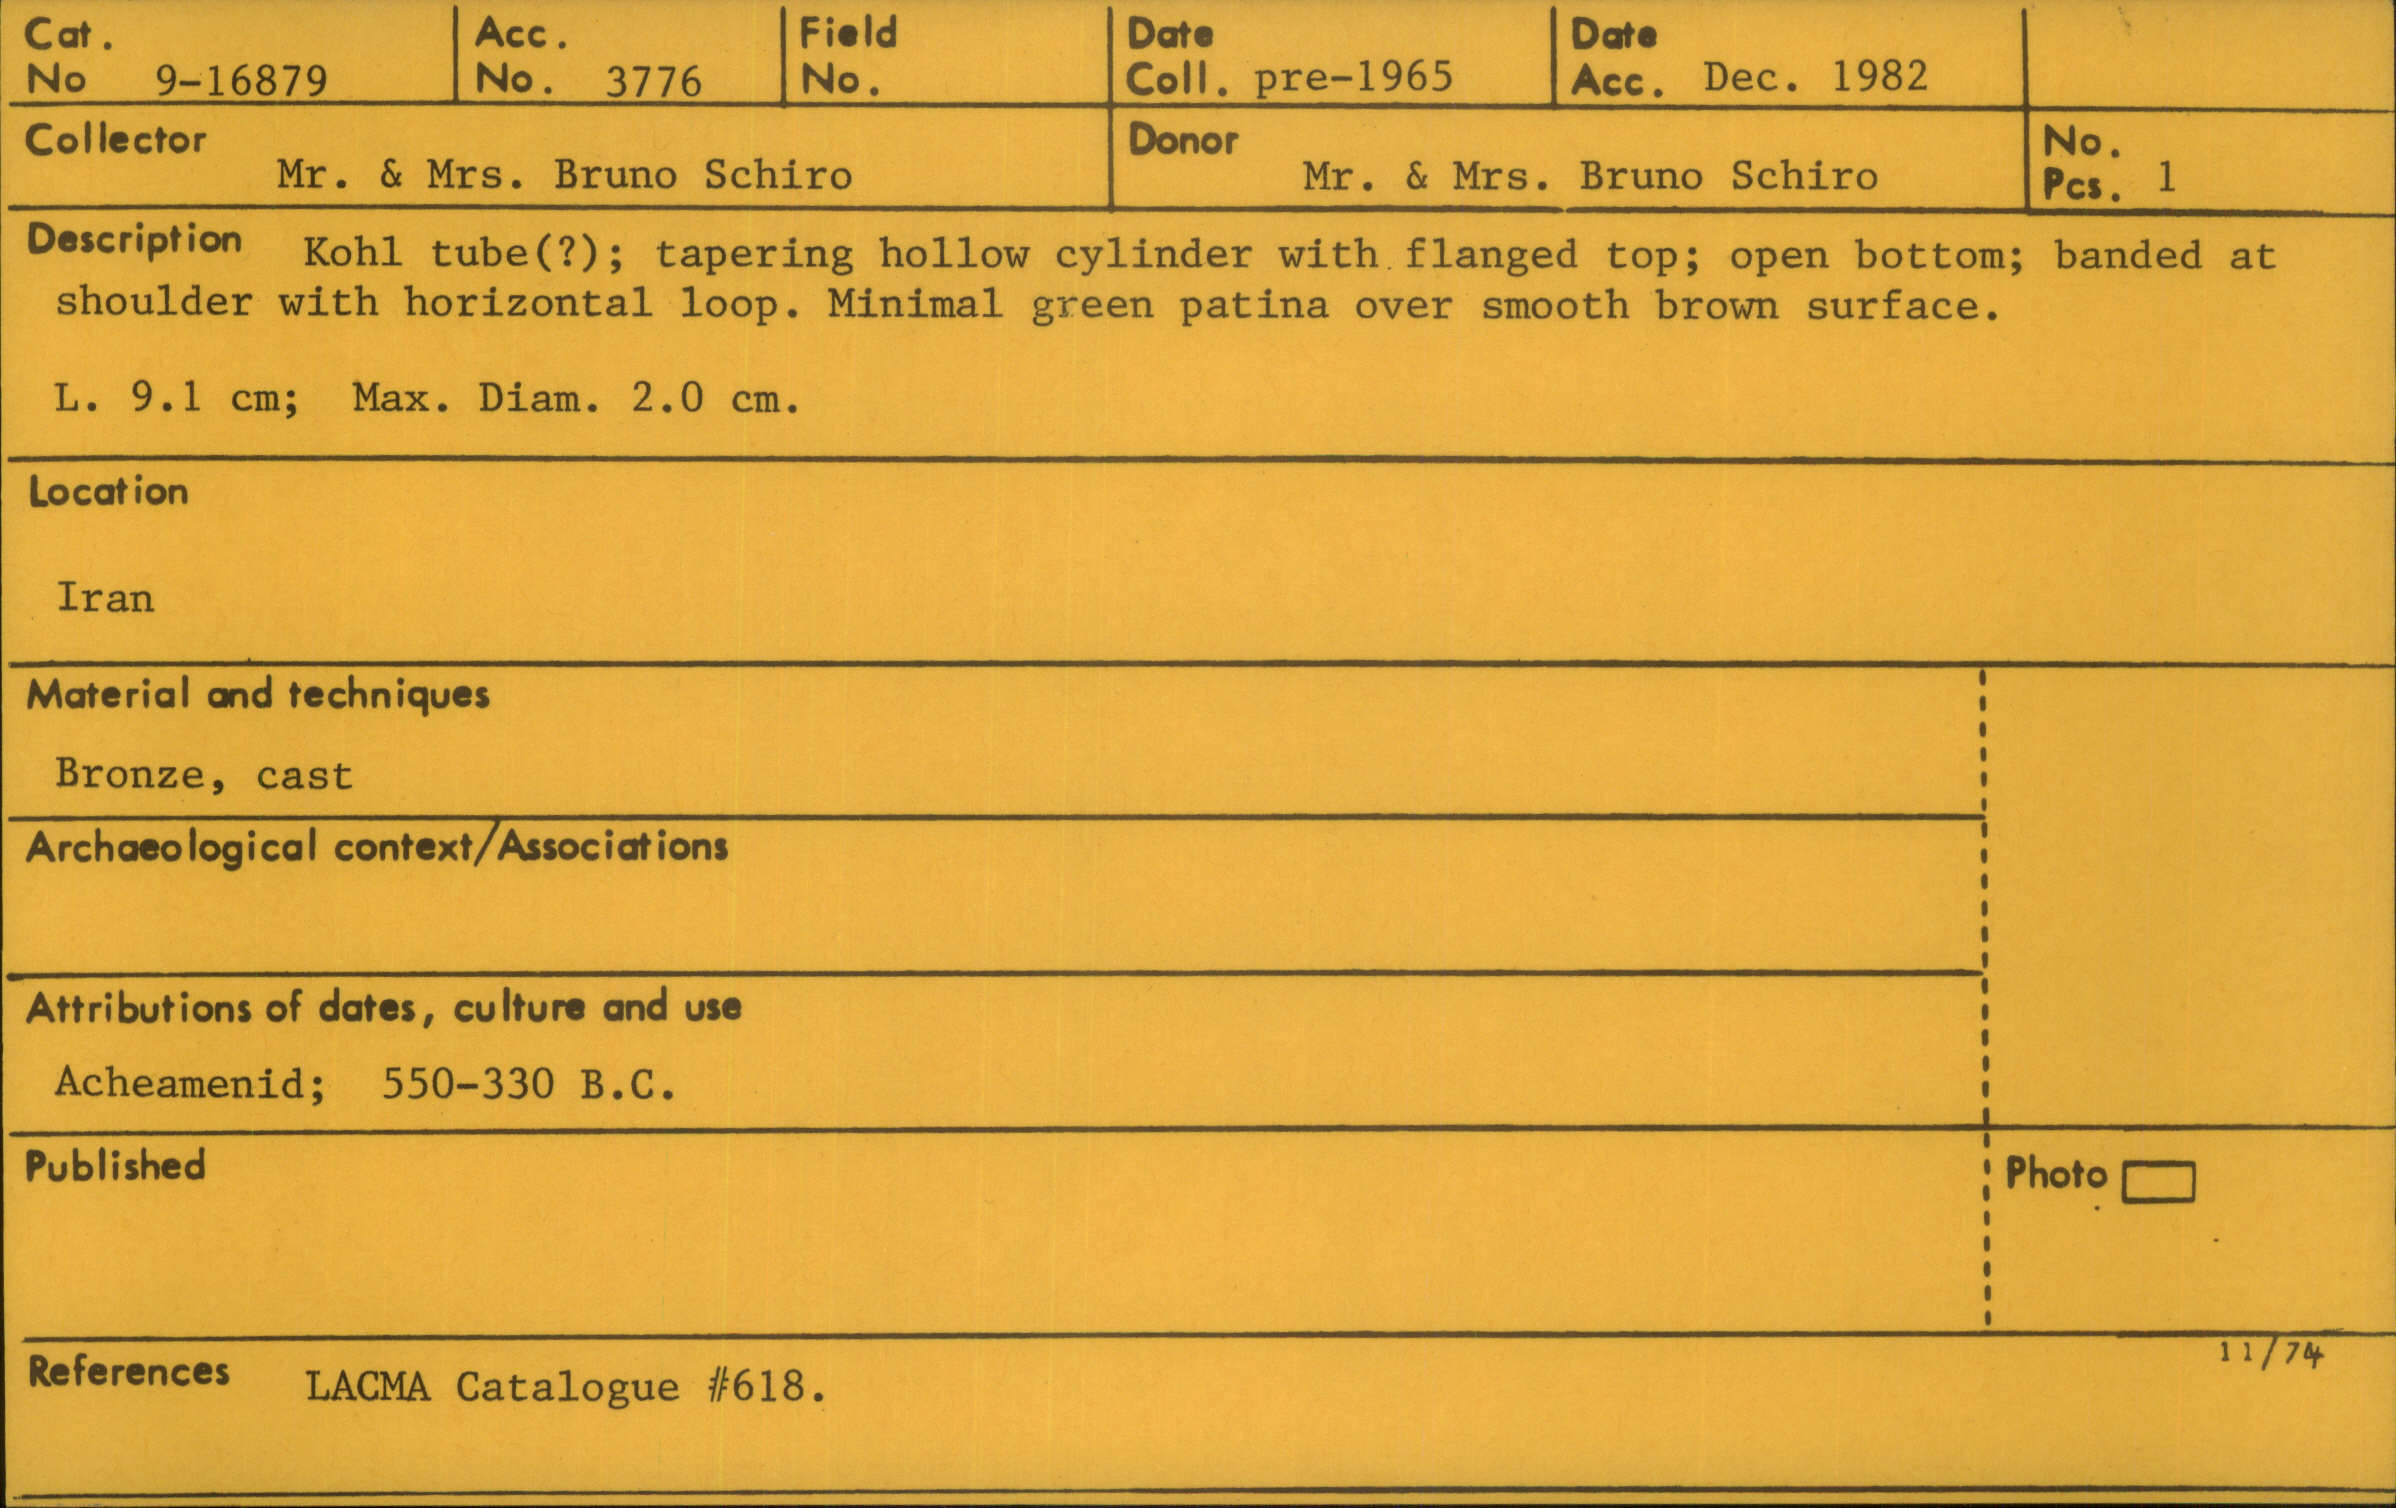 Cat. No 9-16879
Acc. No. 3776
Field No.
Date Coll. pre-1965
Date Acc. Dec. 1982
Collector
Mr. & Mrs. Bruno Schiro
Donor
Mr. & Mrs. Bruno Schiro
No. Pcs. 1
Description Kohl tube(?); tapering hollow cylinder with flanged top; open bottom; banded at
shoulder with horizontal loop. Minimal green patina over smooth brown surface.
L. 9.1 cm; Max. Diam. 2.0 cm.
Location
Iran
Material and techniques
Bronze, cast
Archaeological context/Associations
Attributions of dates, culture and use
Acheamenid; 550-330 B.C.
Published
Photo
11/74
References LACMA Catalogue #618.